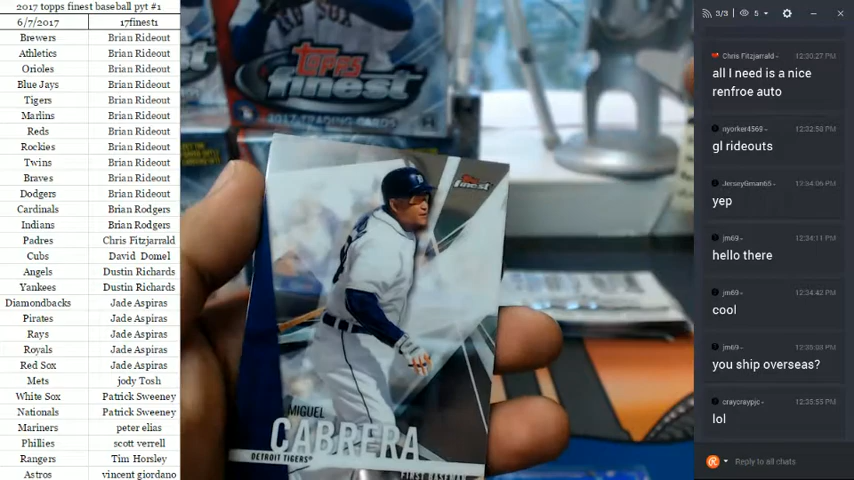 2017 topps finest baseball pyt #1
6/7/2017 17finest1
Brewers Brian Rideout
Athletics Brian Rideout
Orioles Brian Rideout
Blue Jays Brian Rideout
Tigers Brian Rideout
Marlins Brian Rideout
Reds Brian Rideout
Rockies Brian Rideout
Twins Brian Rideout
Braves Brian Rideout
Dodgers Brian Rideout
Cardinals Brian Rodgers
Indians Brian Rodgers
Padres Chris Fitzjarrald
Cubs David Domel
Angels Dustin Richards
Yankees Dustin Richards
Diamondbacks Jade Aspiras
Pirates Jade Aspiras
Rays Jade Aspiras
Royals Jade Aspiras
Red Sox Jade Aspiras
Mets jody Tosh
White Sox Patrick Sweeney
Nationals Patrick Sweeney
Mariners peter elias
Phillies scott verrell
Rangers Tim Horsley
Astros vincent giordano
SOX
TOPPS
finest
2017 TRADING CARDS
Topps
finest
MIGUEL
CABRERA
DETROIT TIGERS
FIRST BASEMAN
3/3 5
Chris Fitzjarrald 12:30:27 PM
all I need is a nice
renfroe auto
nyorker4569 12:32:58 PM
gl rideouts
JerseyGman65 12:34:06 PM
yep
jm69 12:34:11 PM
hello there
jm69 12:34:42 PM
cool
jm69 12:35:08 PM
you ship overseas?
craycraypjc 12:35:55 PM
lol
Reply to all chats